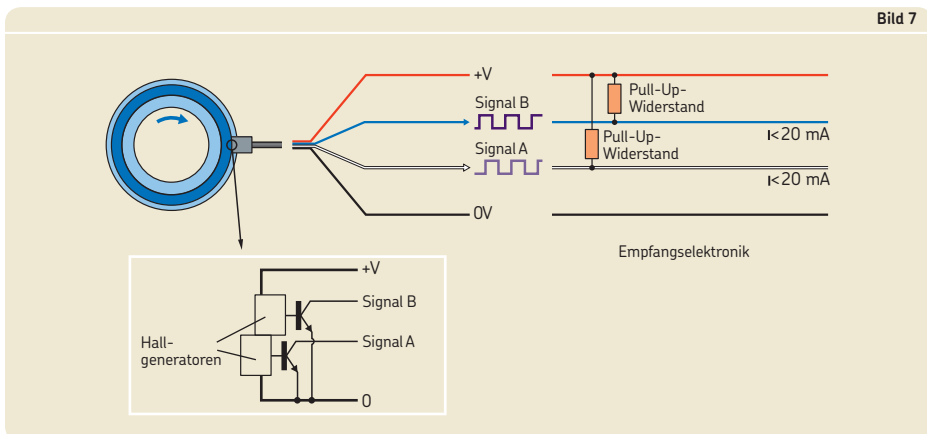 Bild 7
+V
Signal B
Pull-Up-
Widerstand
I<20 mA
Signal A
Pull-Up-
Widerstand
I<20 mA
0V
Empfangselektronik
+V
Signal B
Hall-
generatoren
Signal A
0